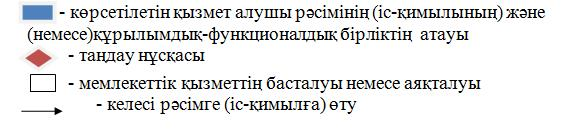 - көрсетілетін қызмет алушы рәсімінің (іс-қимылының) және
(немесе)құрылымдық-функционалдық бірліктің атауы
- таңдау нұсқасы
- мемлекеттік қызметтің басталуы немесе аяқталуы
- келесі рәсімге (іс-қимылға) өту